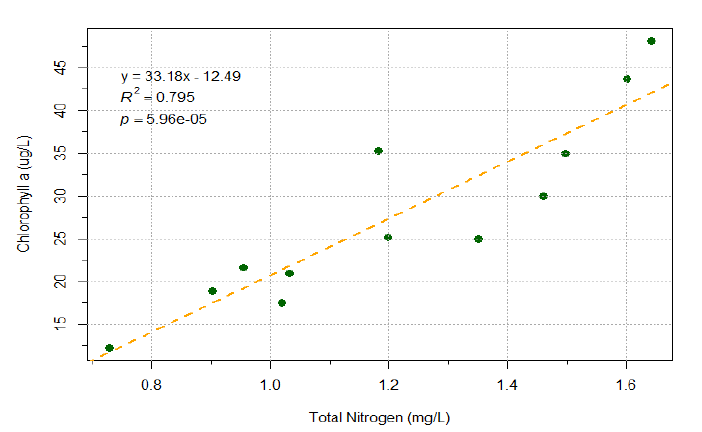 y = 33.18x - 12.49
R² = 0.795
p = 5.96e-05
Chlorophyll a (ug/L)
45
40
35
30
25
20
15
0.8 1.0 1.2 1.4 1.6
Total Nitrogen (mg/L)